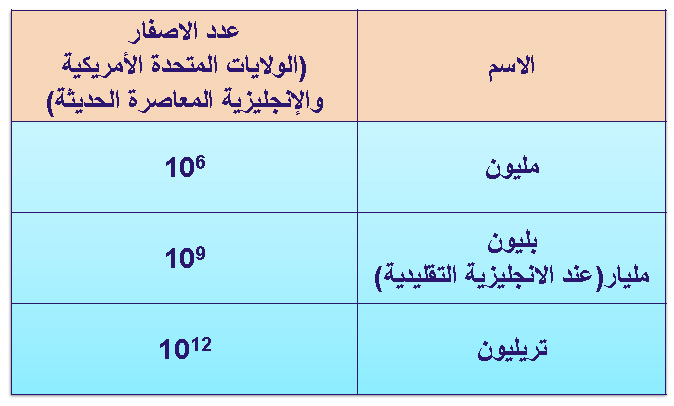 الاسم
عدد الاصفار
(الولايات المتحدة الأمريكية
والإنجليزية المعاصرة الحديثة)
مليون
10⁶
بليون
مليار(عند الانجليزية التقليدية)
10⁹
تريليون
10¹²